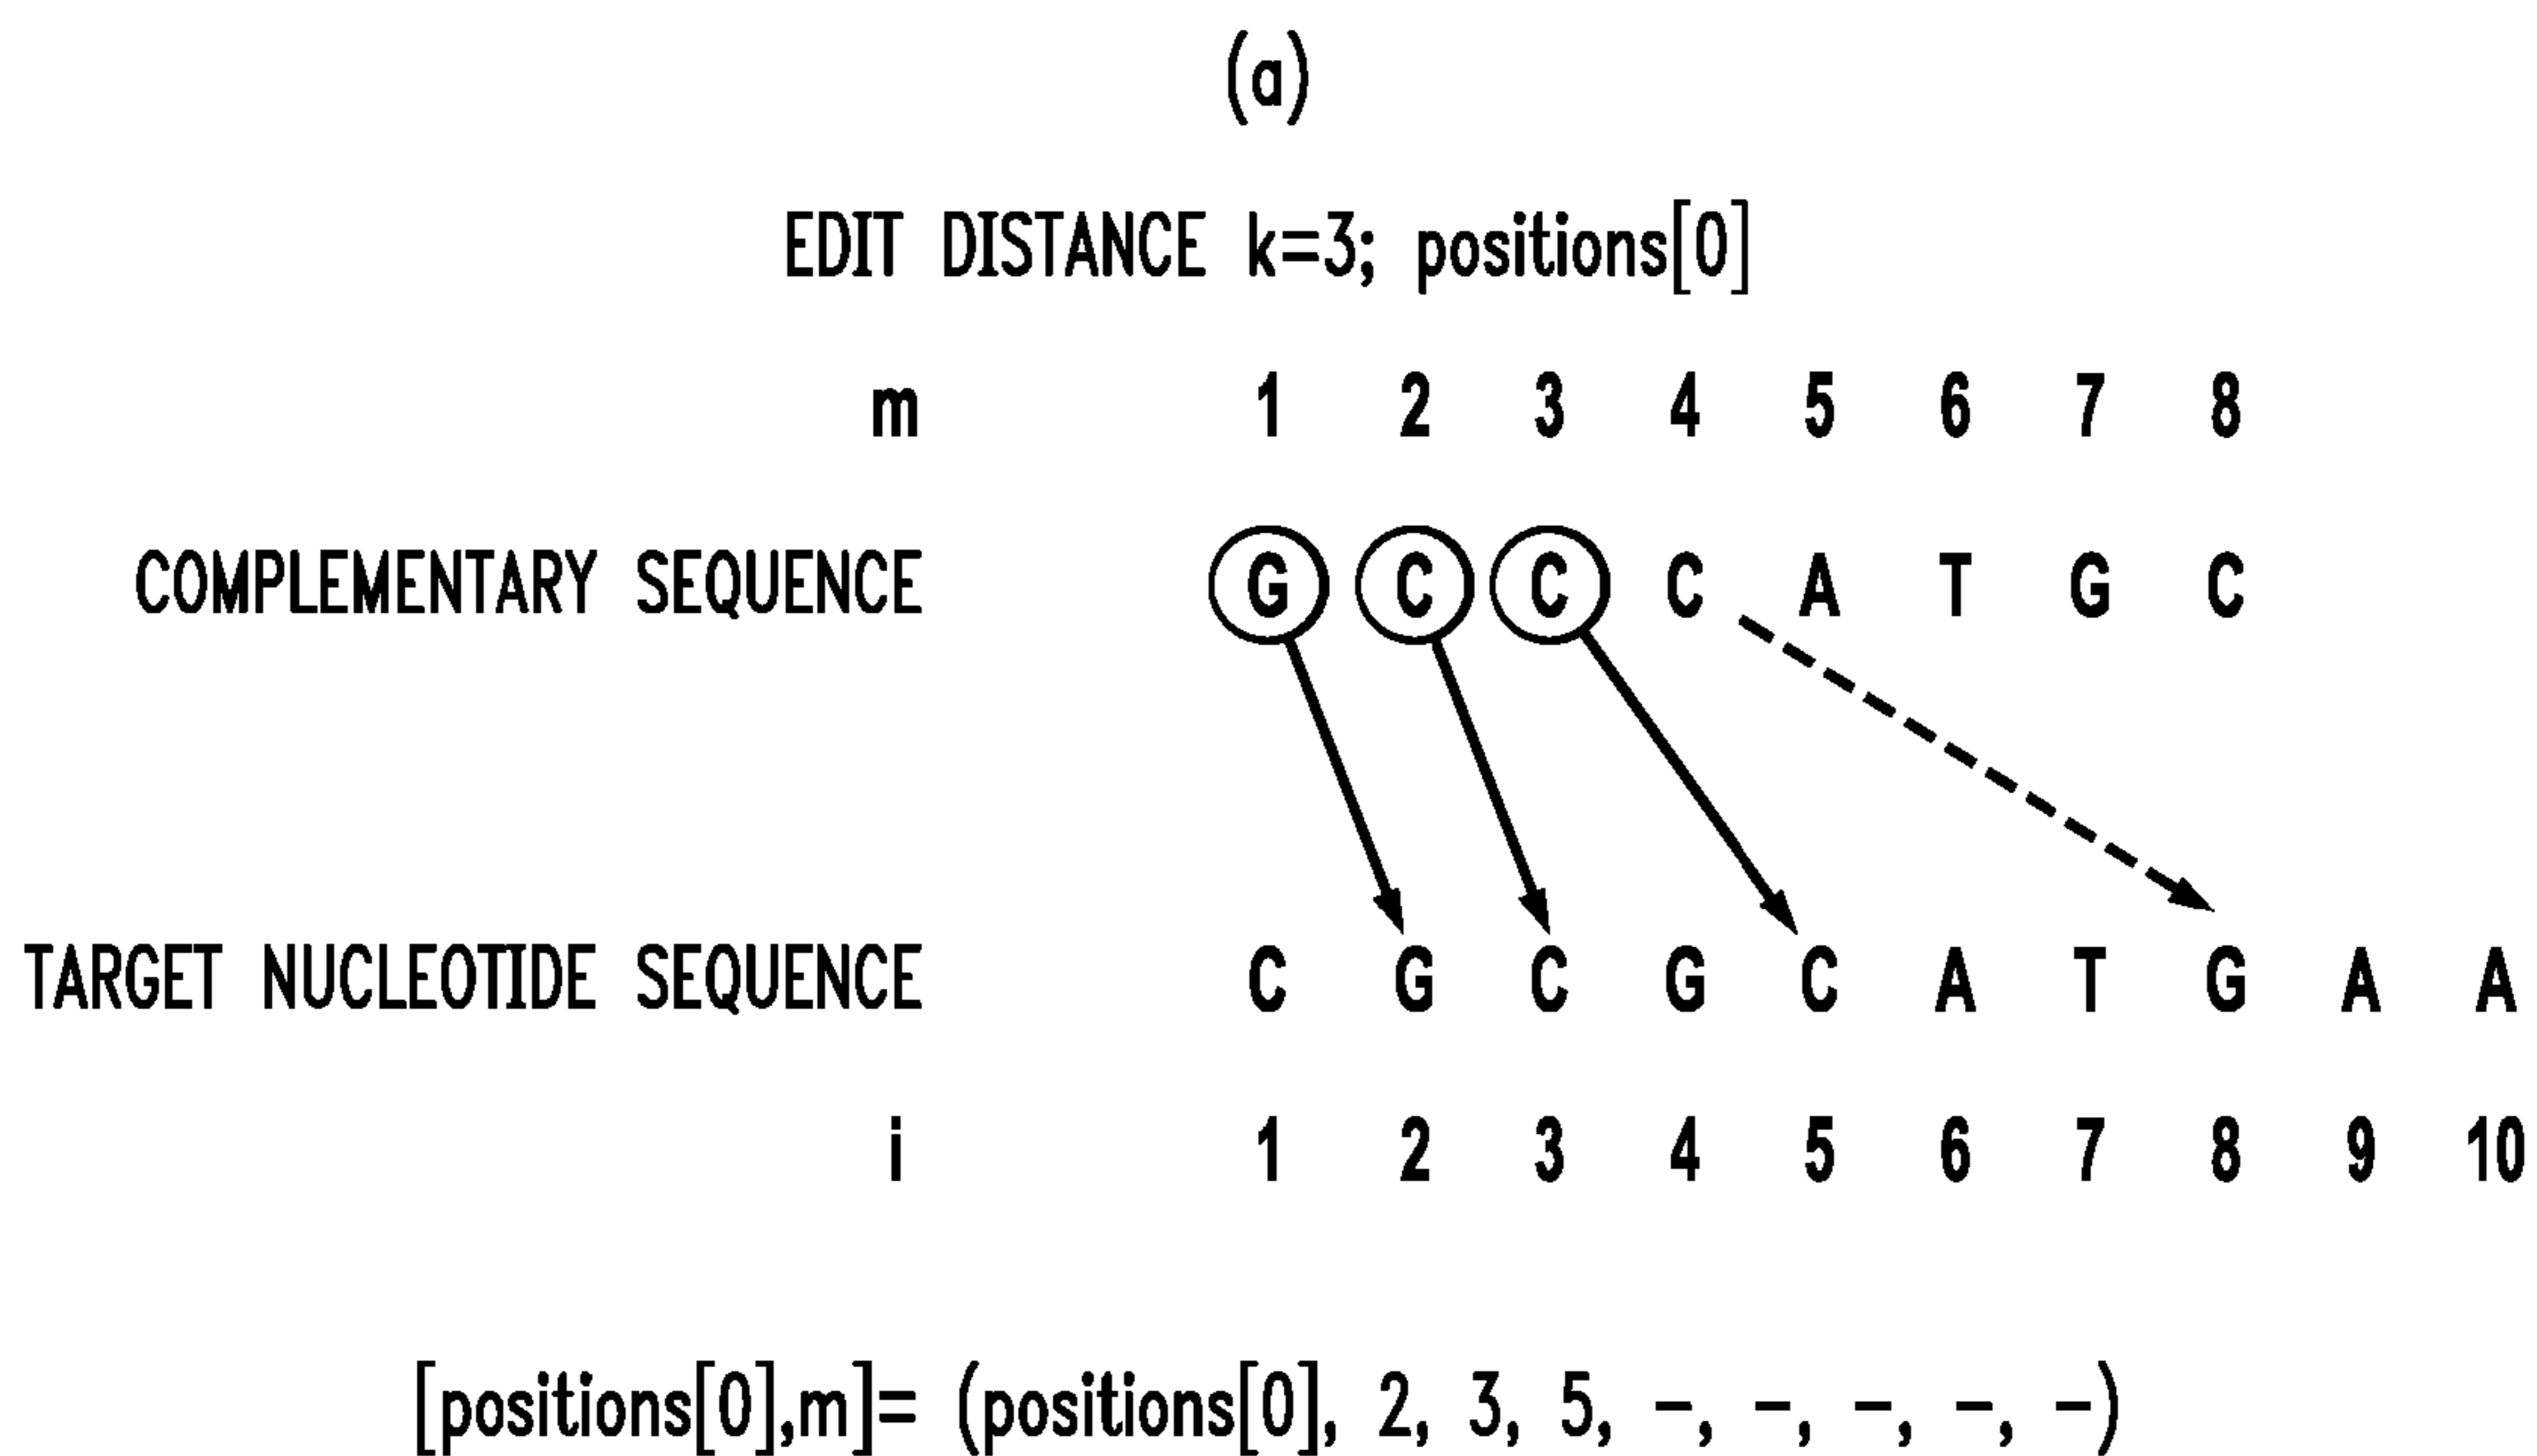 (a)
EDIT DISTANCE k=3; positions[0]
m 1 2 3 4 5 6 7 8
COMPLEMENTARY SEQUENCE G C C C A T G C
TARGET NUCLEOTIDE SEQUENCE C G C G C A T G A A
i 1 2 3 4 5 6 7 8 9 10
[positions[0],m]= (positions[0], 2, 3, 5, –, –, –, –, –)